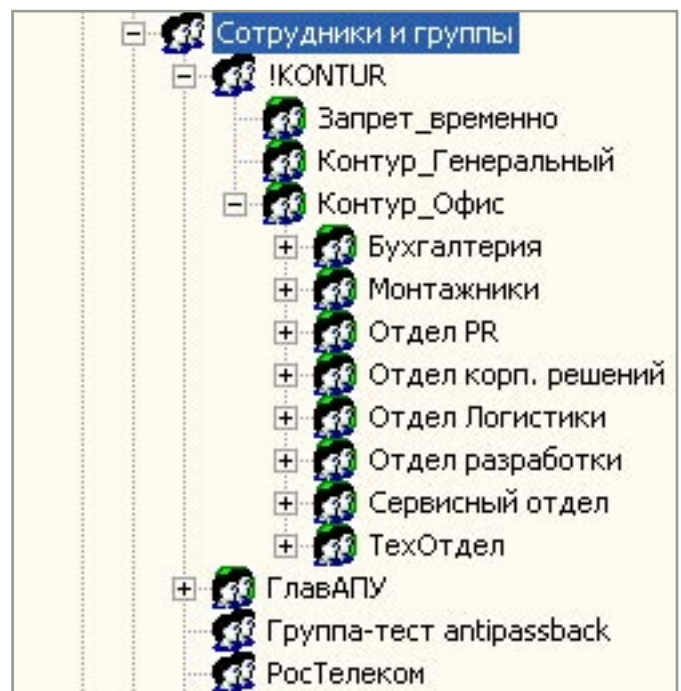 Сотрудники и группы
!KONTUR
Запрет_временно
Контур_Генеральный
Контур_Офис
Бухгалтерия
Монтажники
Отдел PR
Отдел корп. решений
Отдел Логистики
Отдел разработки
Сервисный отдел
ТехОтдел
ГлавАПУ
Группа-тест antipassback
РосТелеком